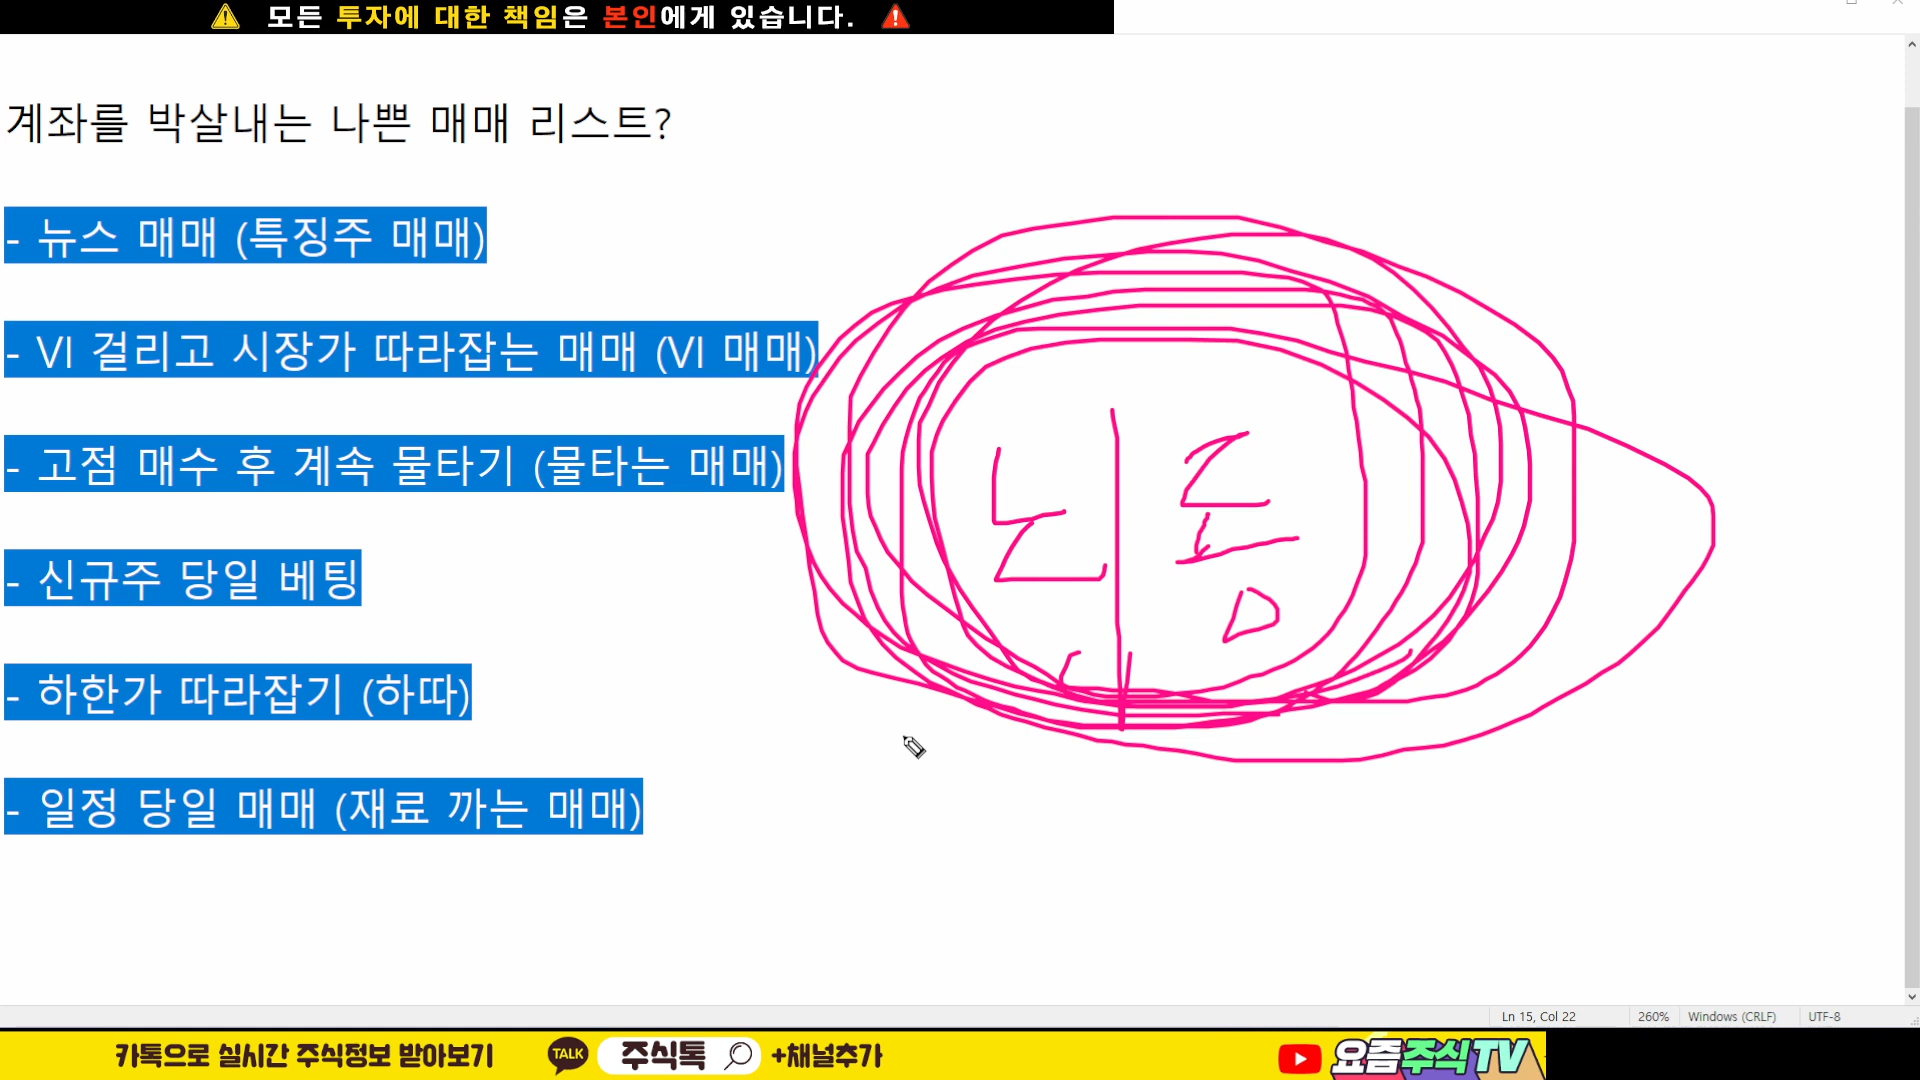 모든 투자에 대한 책임은 본인에게 있습니다.
계좌를 박살내는 나쁜 매매 리스트?
- 뉴스 매매 (특징주 매매)
- VI 걸리고 시장가 따라잡는 매매 (VI 매매)
- 고점 매수 후 계속 물타기 (물타는 매매)
- 신규주 당일 베팅
- 하한가 따라잡기 (하따)
- 일정 당일 매매 (재료 까는 매매)
Ln 15, Col 22 260% Windows (CRLF) UTF-8
카톡으로 실시간 주식정보 받아보기 TALK 주식톡 +채널추가 요즘주식TV